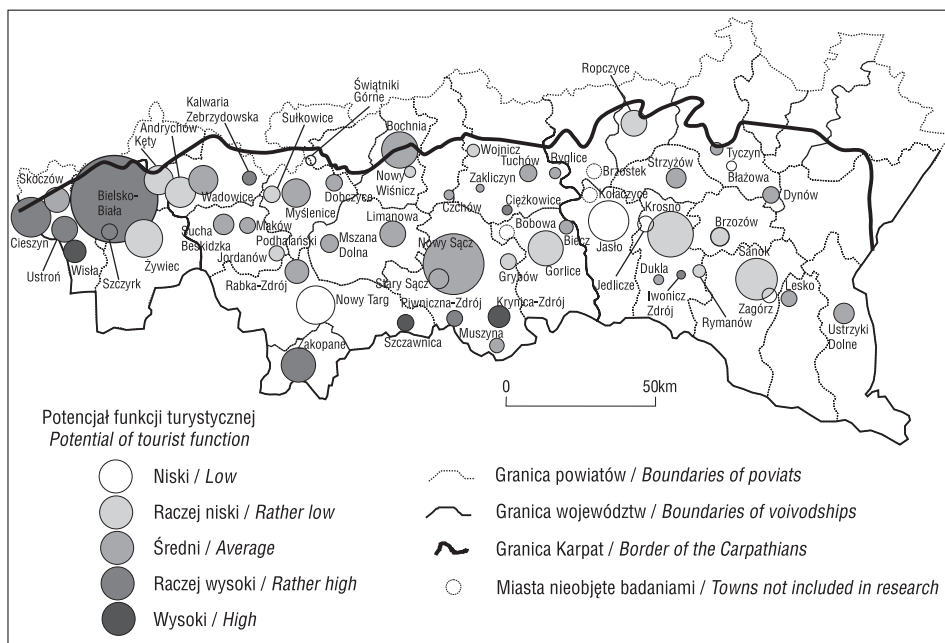 Ropczyce
Świątniki
Górne
Kalwaria
Zebrzydowska
Sułkowice
Andrychów
Kęty
Bochnia
Wojnicz
Tuchów
Ryglice
Strzyżów
Tyczyn
Skoczów
Zakliczyn
Brzostek
Błażowa
Bielsko-
Biała
Wadowice
Nowy
Wiśnicz
Kołaczyce
Dynów
Myślenice
Dobczyce
Czchów
Ciężkowice
Krosno
Limanowa
Bobowa
Brzozów
Cieszyn
Sucha
Beskidzka
Maków
Podhalański
Mszana
Dolna
Nowy Sącz
Biecz
Jasło
Jordanów
Ustroń
Wisła
Żywiec
Gorlice
Sanok
Szczyrk
Rabka-Zdrój
Stary Sącz
Grybów
Jedlicze
Dukla
Iwonicz
Zdrój
Zagórz
Lesko
Nowy Targ
Piwniczna-Zdrój
Krynica-Zdrój
Rymanów
Szczawnica
Muszyna
Ustrzyki
Dolne
Zakopane
0 50km
Potencjał funkcji turystycznej
Potential of tourist function
Niski / Low
Raczej niski / Rather low
Średni / Average
Raczej wysoki / Rather high
Wysoki / High
Granica powiatów / Boundaries of poviats
Granica województw / Boundaries of voivodships
Granica Karpat / Border of the Carpathians
Miasta nieobjęte badaniami / Towns not included in research